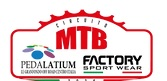 CIRCUITO
MTB
PEDALATIUM
FACTORY
SPORT WEAR